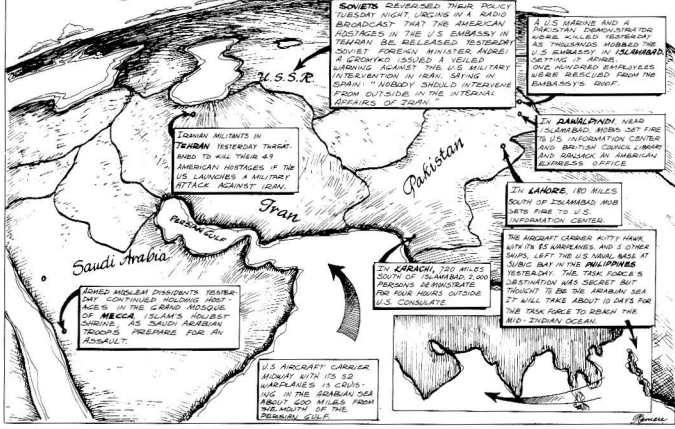 SOVIETS REVERSED THEIR POLICY
TUESDAY NIGHT, URGING IN A RADIO
BROADCAST THAT THE AMERICAN
HOSTAGES IN THE U.S. EMBASSY IN
TEHRAN BE RELEASED. YESTERDAY
SOVIET FOREIGN MINISTER ANDREI
A. GROMYKO ISSUED A VEILED
WARNING AGAINST THE U.S. MILITARY
INTERVENTION IN IRAN, SAYING IN
SPAIN: "NOBODY SHOULD INTERVENE
FROM OUTSIDE IN THE INTERNAL
AFFAIRS OF IRAN."
A U.S. MARINE AND A
PAKISTAN DEMONSTRATOR
WERE KILLED YESTERDAY
AS THOUSANDS MOBBED THE
U.S. EMBASSY IN ISLAMABAD,
SETTING IT AFIRE.
ONE HUNDRED EMPLOYEES
WERE RESCUED FROM THE
EMBASSY'S ROOF.
U.S.S.R.
IRANIAN MILITANTS IN
TEHRAN YESTERDAY THREAT-
ENED TO KILL THEIR 49
AMERICAN HOSTAGES IF THE
U.S. LAUNCHES A MILITARY
ATTACK AGAINST IRAN.
IN RAWALPINDI, NEAR
ISLAMABAD, MOBS SET FIRE
TO US INFORMATION CENTER
AND BRITISH COUNCIL LIBRARY
AND RANSACK AN AMERICAN
EXPRESS OFFICE
Pakistan
IN LAHORE, 180 MILES
SOUTH OF ISLAMABAD, MOB
SETS FIRE TO U.S.
INFORMATION CENTER.
Iran
PERSIAN GULF
Saudi Arabia
IN KARACHI, 720 MILES
SOUTH OF ISLAMABAD, 2,000
PERSONS DEMONSTRATE
FOR FOUR HOURS OUTSIDE
U.S. CONSULATE.
THE AIRCRAFT CARRIER KITTY HAWK
WITH ITS 85 WARPLANES, AND 5 OTHER
SHIPS, LEFT THE U.S. NAVAL BASE AT
SUBIC BAY IN THE PHILIPPINES
YESTERDAY. THE TASK FORCE'S
DESTINATION WAS SECRET BUT
THOUGHT TO BE THE ARABIAN SEA.
IT WILL TAKE ABOUT 10 DAYS FOR
THE TASK FORCE TO REACH THE
MID-INDIAN OCEAN.
ARMED MOSLEM DISSIDENTS YESTER-
DAY CONTINUED HOLDING HOST-
AGES IN THE GRAND MOSQUE
OF MECCA, ISLAM'S HOLIEST
SHRINE, AS SAUDI ARABIAN
TROOPS PREPARE FOR AN
ASSAULT.
U.S. AIRCRAFT CARRIER
MIDWAY WITH ITS 52
WARPLANES IS CRUIS-
ING IN THE ARABIAN SEA
ABOUT 600 MILES FROM
THE MOUTH OF THE
PERSIAN GULF.